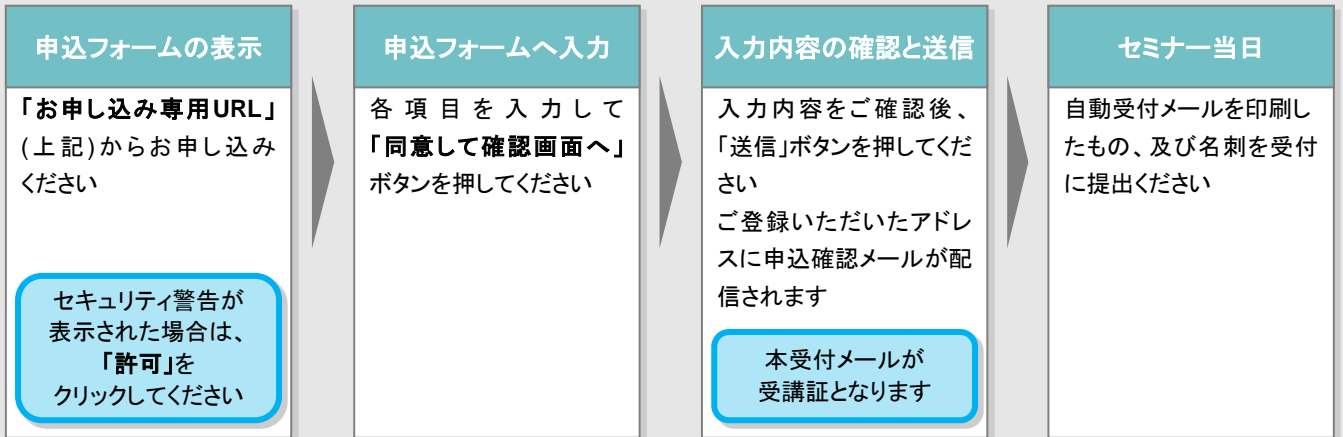 申込フォームの表示
「お申し込み専用URL」
(上記)からお申し込み
ください
セキュリティ警告が
表示された場合は、
「許可」を
クリックしてください
申込フォームへ入力
各項目を入力して
「同意して確認画面へ」
ボタンを押してください
入力内容の確認と送信
入力内容をご確認後、
「送信」ボタンを押してくだ
さい
ご登録いただいたアドレ
スに申込確認メールが配
信されます
本受付メールが
受講証となります
セミナー当日
自動受付メールを印刷し
たもの、及び名刺を受付
に提出ください